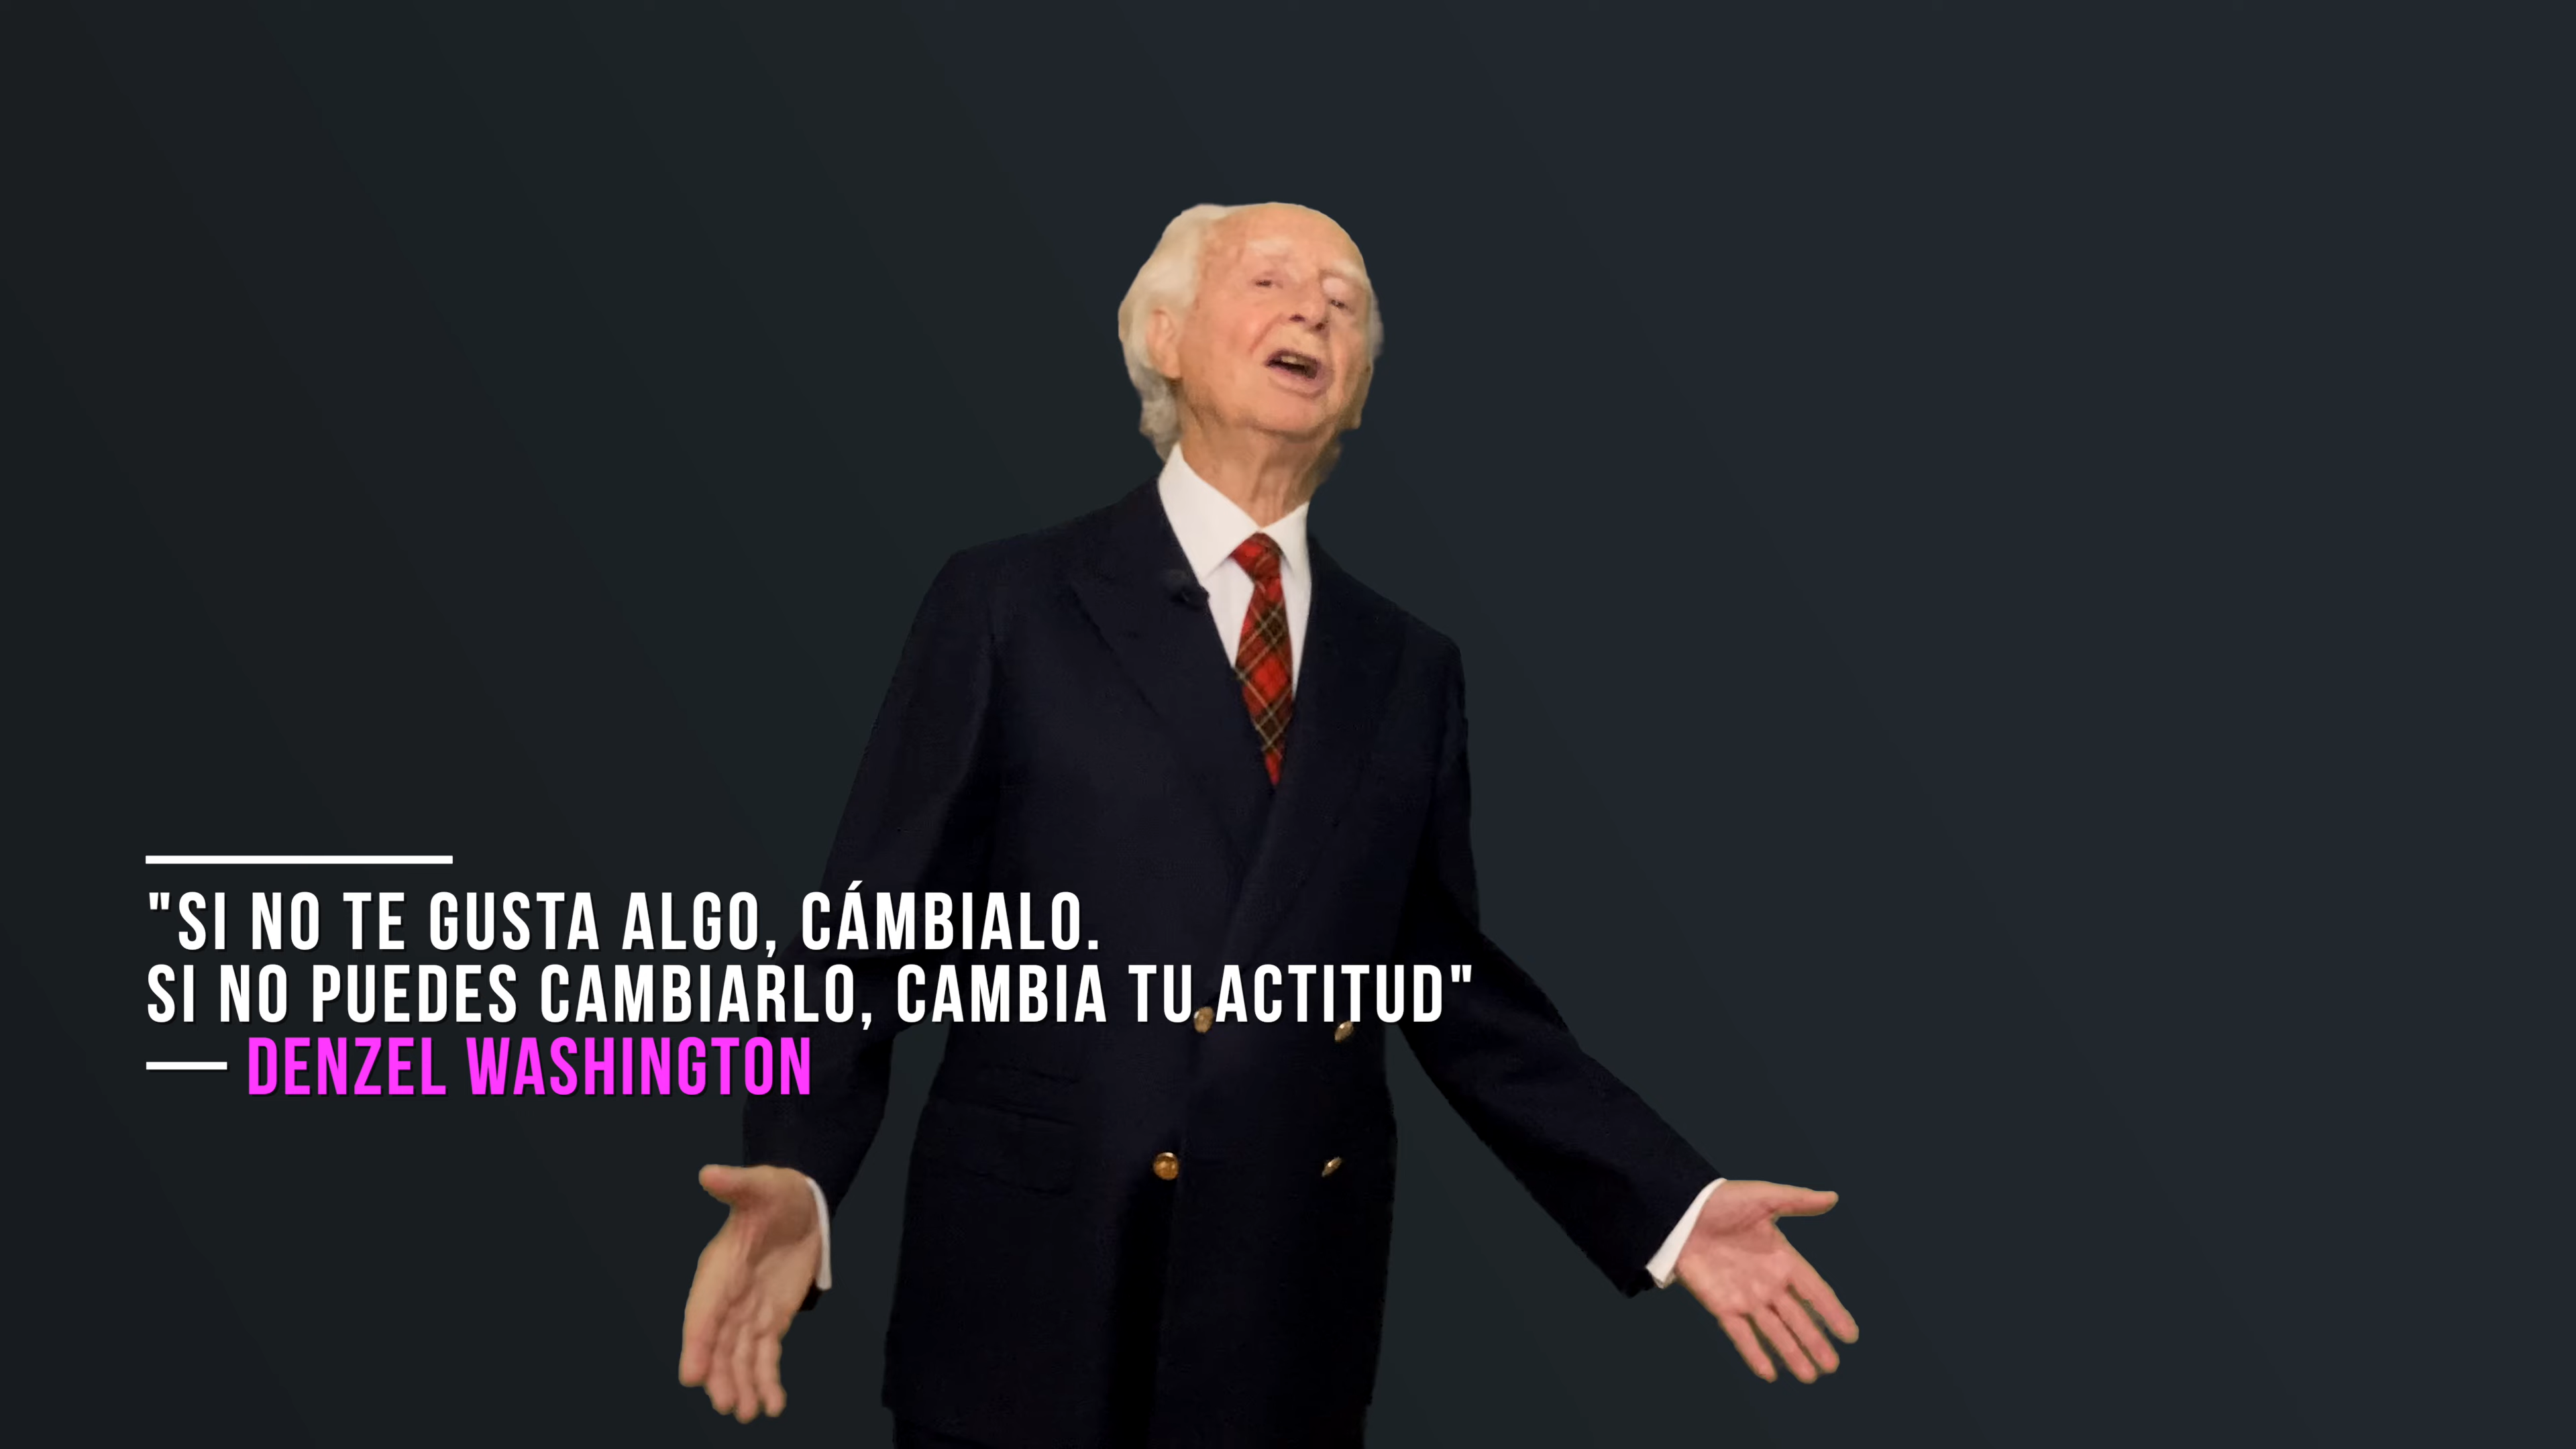 "SI NO TE GUSTA ALGO, CÁMBIALO.
SI NO PUEDES CAMBIARLO, CAMBIA TU ACTITUD"
— DENZEL WASHINGTON